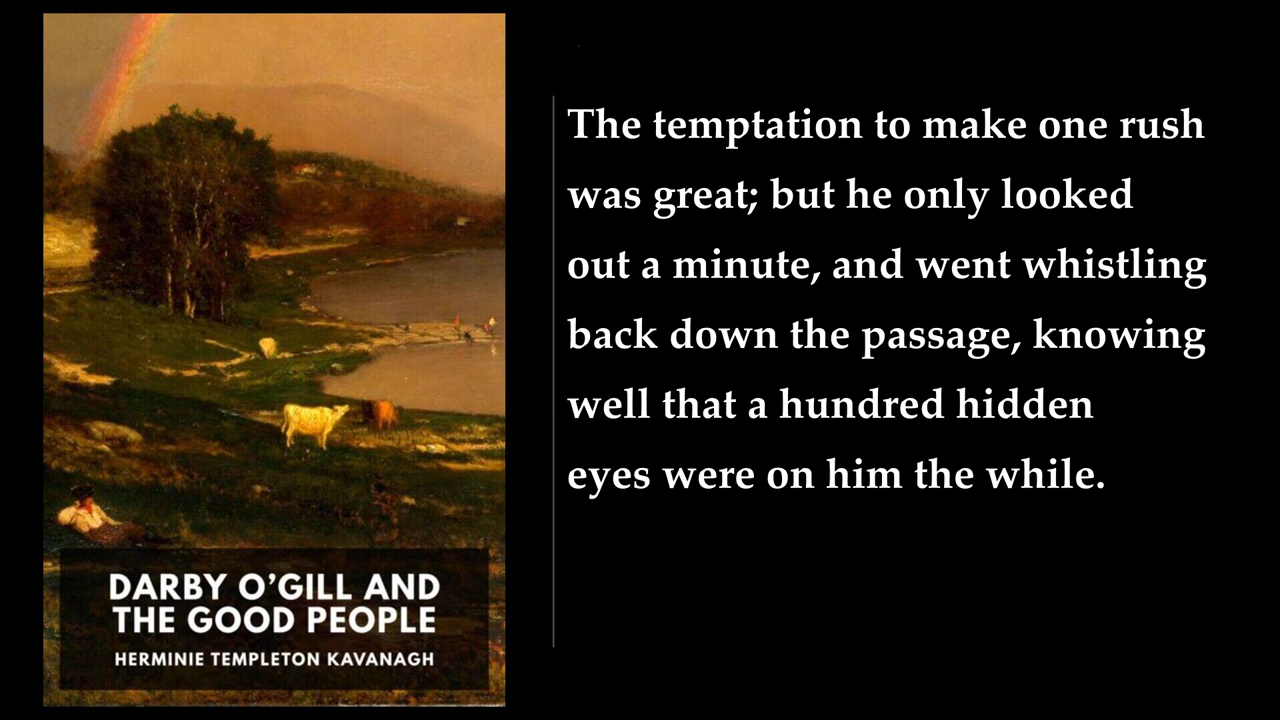 The temptation to make one rush
was great; but he only looked
out a minute, and went whistling
back down the passage, knowing
well that a hundred hidden
eyes were on him the while.
DARBY O’GILL AND
THE GOOD PEOPLE
HERMINIE TEMPLETON KAVANAGH